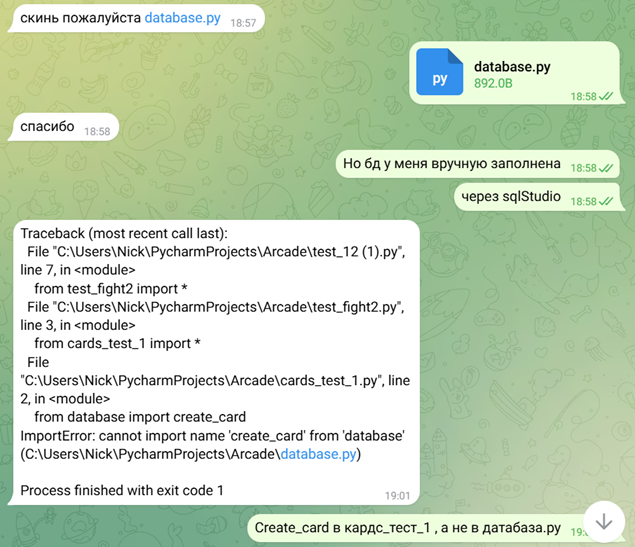 скинь пожалуйста database.py 18:57
py
database.py
892.0B
18:58
спасибо 18:58
Но бд у меня вручную заполнена 18:58
через sqlStudio 18:58
Traceback (most recent call last):
File "C:\Users\Nick\PycharmProjects\Arcade\test_12 (1).py",
line 7, in <module>
from test_fight2 import *
File "C:\Users\Nick\PycharmProjects\Arcade\test_fight2.py",
line 3, in <module>
from cards_test_1 import *
File
"C:\Users\Nick\PycharmProjects\Arcade\cards_test_1.py", line
2, in <module>
from database import create_card
ImportError: cannot import name 'create_card' from 'database'
(C:\Users\Nick\PycharmProjects\Arcade\database.py)
Process finished with exit code 1
19:01
Create_card в кардс_тест_1 , а не в датабаза.py